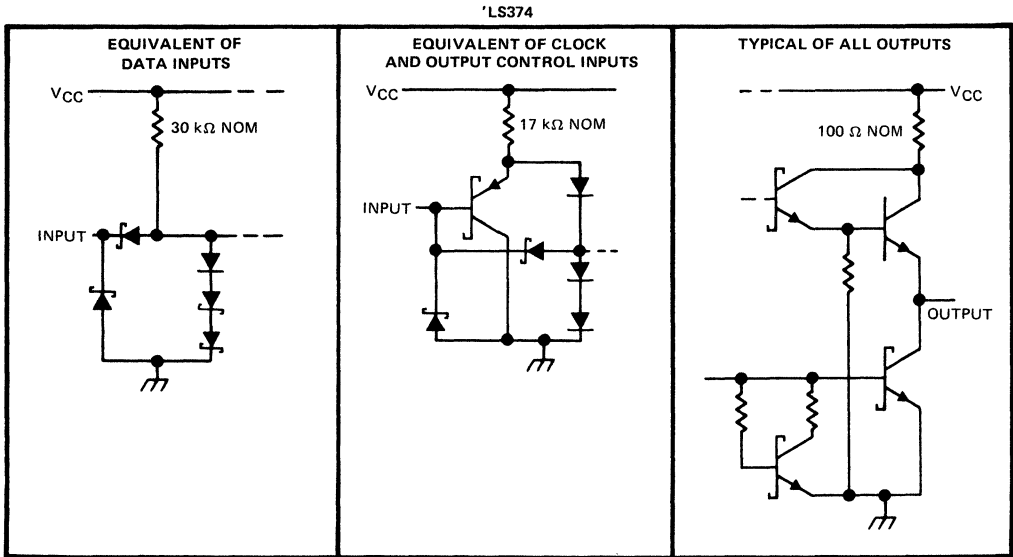 'LS374
EQUIVALENT OF
DATA INPUTS
VCC
30 kΩ NOM
INPUT
EQUIVALENT OF CLOCK
AND OUTPUT CONTROL INPUTS
VCC
17 kΩ NOM
INPUT
TYPICAL OF ALL OUTPUTS
VCC
100 Ω NOM
OUTPUT